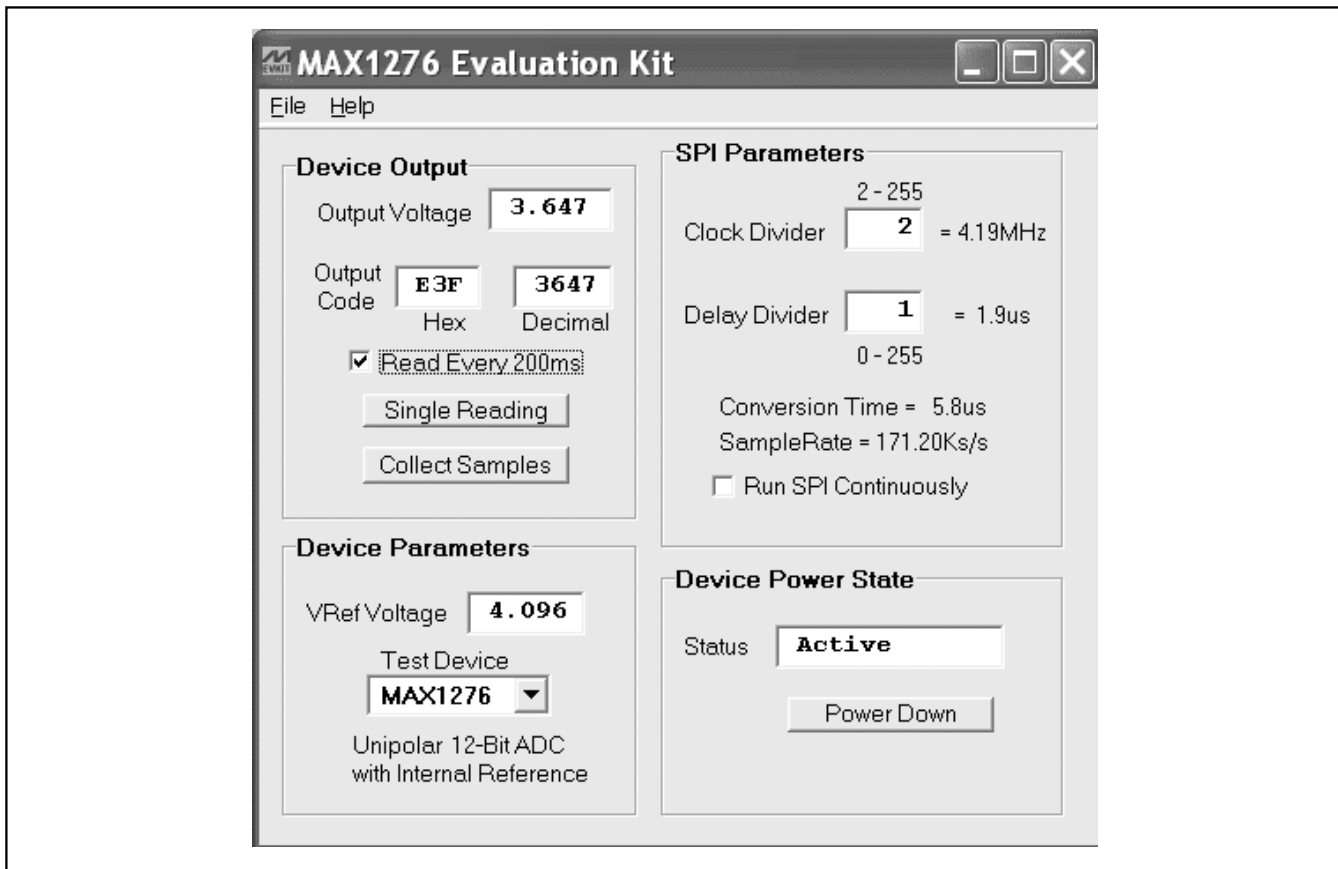 MAX1276 Evaluation Kit
File Help
Device Output
Output Voltage 3.647
Output Code E3F 3647
Hex Decimal
Read Every 200ms
Single Reading
Collect Samples
Device Parameters
VRef Voltage 4.096
Test Device
MAX1276
Unipolar 12-Bit ADC
with Internal Reference
SPI Parameters
2 - 255
Clock Divider 2 = 4.19MHz
Delay Divider 1 = 1.9us
0 - 255
Conversion Time = 5.8us
SampleRate = 171.20Ks/s
Run SPI Continuously
Device Power State
Status Active
Power Down